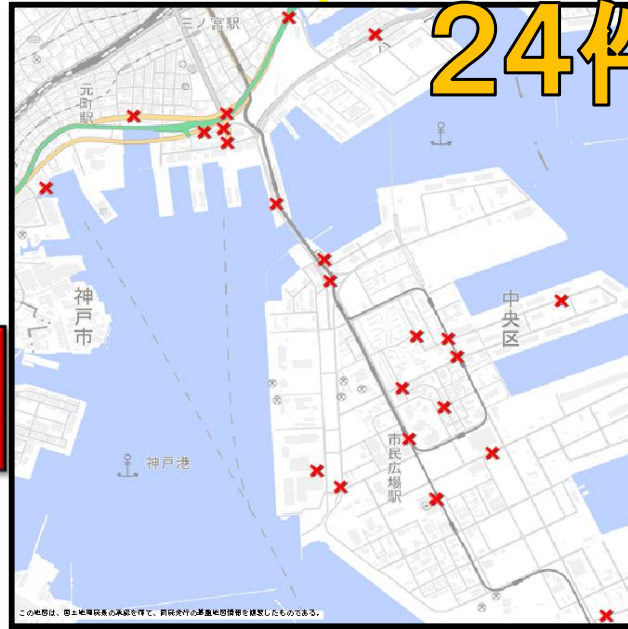 24件
三ノ宮駅
元町駅
神戸市
中央区
市民広場駅
神戸港
この地図は、国土地理院長の承認を得て、同院発行の基盤地図情報を複製したものである。